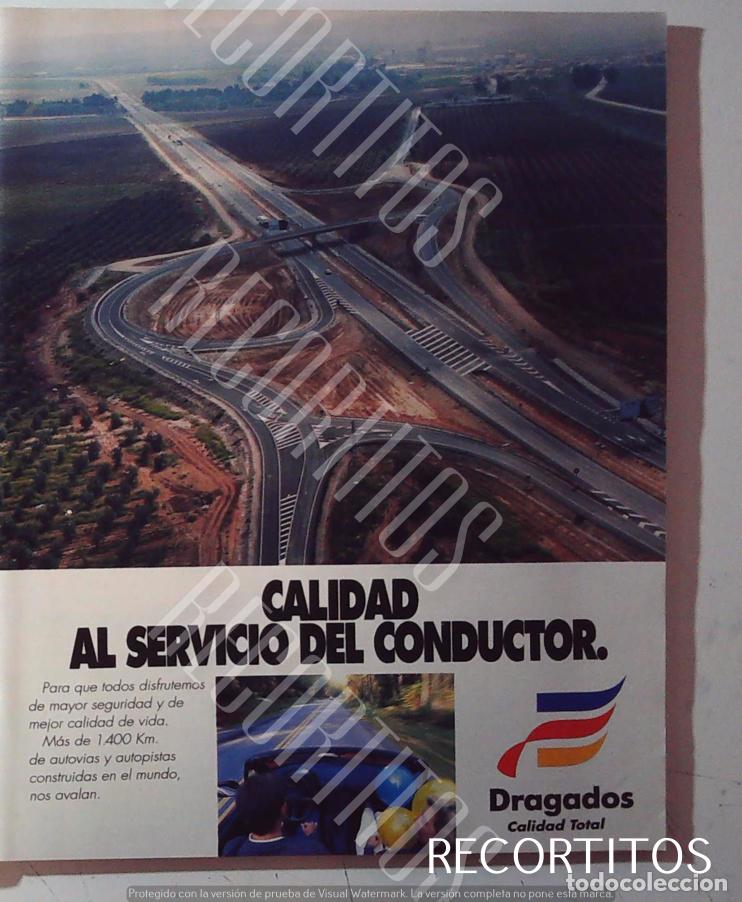 RECORTITOS
RECORTITOS
RECORTITOS
RECORTITOS
CALIDAD
AL SERVICIO DEL CONDUCTOR.
Para que todos disfrutemos
de mayor seguridad y de
mejor calidad de vida.
Más de 1.400 Km.
de autovias y autopistas
construidas en el mundo,
nos avalan.
Dragados
Calidad Total
RECORTITOS
todocoleccion
Protegido con la versión de prueba de Visual Watermark. La versión completa no pone esta marca.